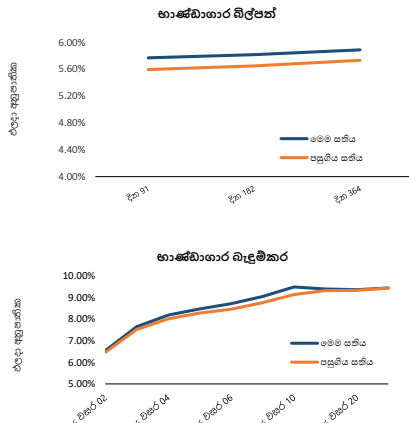 භාණ්ඩාගාර බිල්පත්
ඵලදා අනුපාතික
6.00%
5.60%
5.20%
4.80%
4.40%
4.00%
මෙම සතිය
පසුගිය සතිය
දින 91
දින 182
දින 364
භාණ්ඩාගාර බැඳුම්කර
ඵලදා අනුපාතික
10.00%
9.00%
8.00%
7.00%
6.00%
5.00%
මෙම සතිය
පසුගිය සතිය
වසර 02
වසර 04
වසර 06
වසර 10
වසර 20